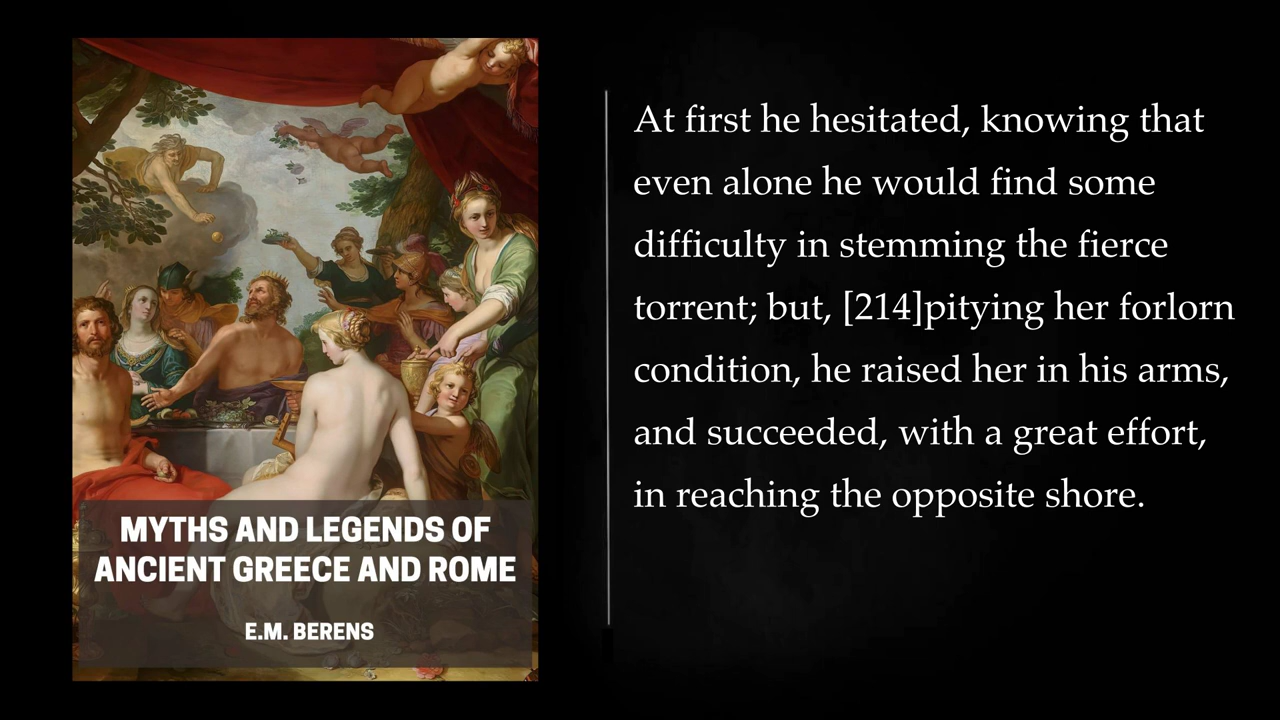 MYTHS AND LEGENDS OF
ANCIENT GREECE AND ROME
E.M. BERENS
At first he hesitated, knowing that
even alone he would find some
difficulty in stemming the fierce
torrent; but, [214]pitying her forlorn
condition, he raised her in his arms,
and succeeded, with a great effort,
in reaching the opposite shore.